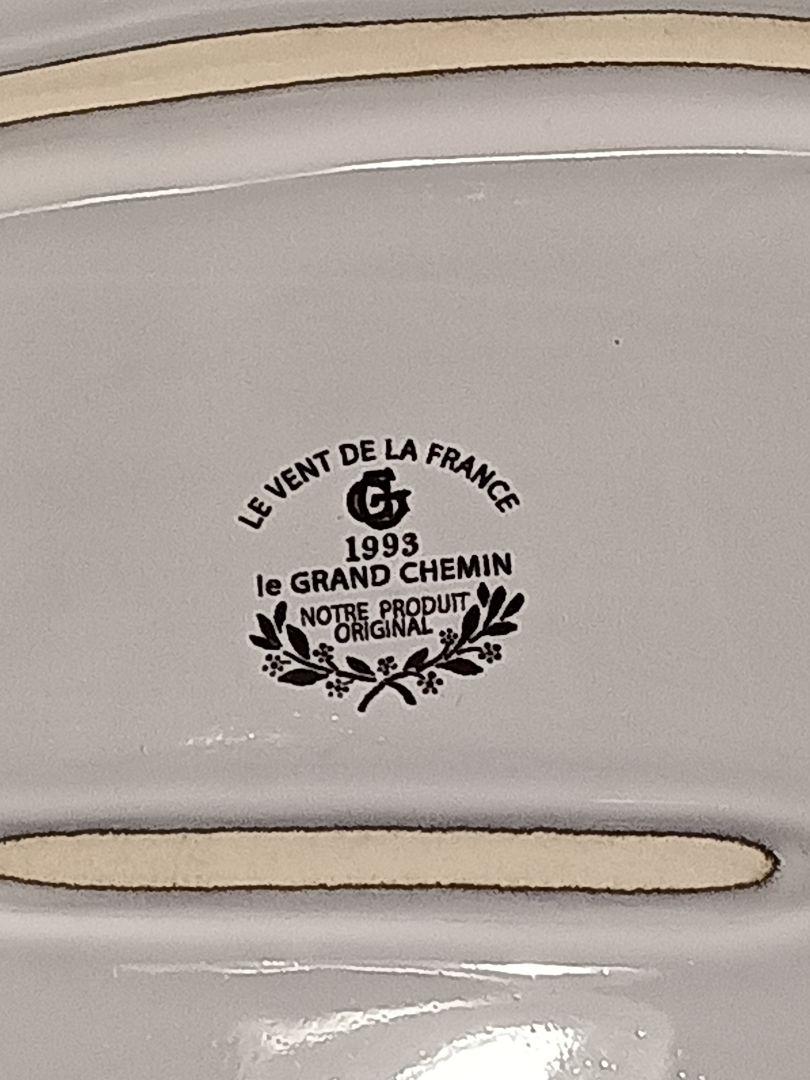 LE VENT DE LA FRANCE
G
1993
le GRAND CHEMIN
NOTRE PRODUIT
ORIGINAL